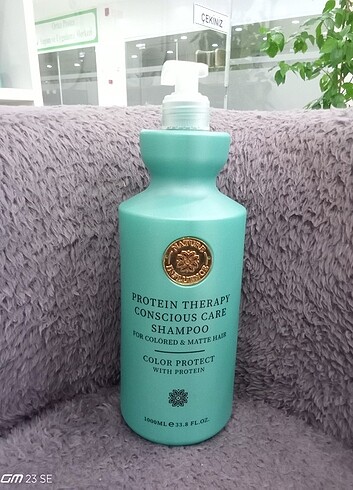 ÇEKİNİZ
NATURE
PROTEIN THERAPY
CONSCIOUS CARE
SHAMPOO
FOR COLORED & MATTE HAIR
COLOR PROTECT
WITH PROTEIN
1000ML ℮ 33.8 FL.OZ.
GM 23 SE